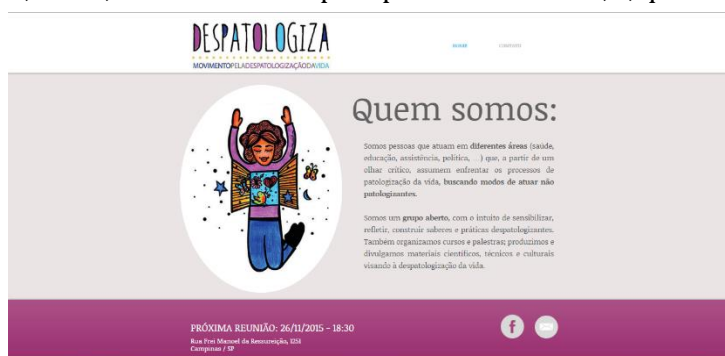 DESPATOLOGIZA
MOVIMENTOPELADESPATOLOGIZAÇÃODAVIDA
HOME
CONTATO
Quem somos:
Somos pessoas que atuam em diferentes áreas (saúde,
educação, assistência, política, ...) que, a partir de um
olhar crítico, assumem enfrentar os processos de
patologização da vida, buscando modos de atuar não
patologizantes.
Somos um grupo aberto, com o intuito de sensibilizar,
refletir, construir saberes e práticas despatologizantes.
Também organizamos cursos e palestras; produzimos e
divulgamos materiais científicos, técnicos e culturais
visando à despatologização da vida.
PRÓXIMA REUNIÃO: 26/11/2015 - 18:30
Rua Frei Manoel da Ressureição, 1251
Campinas / SP